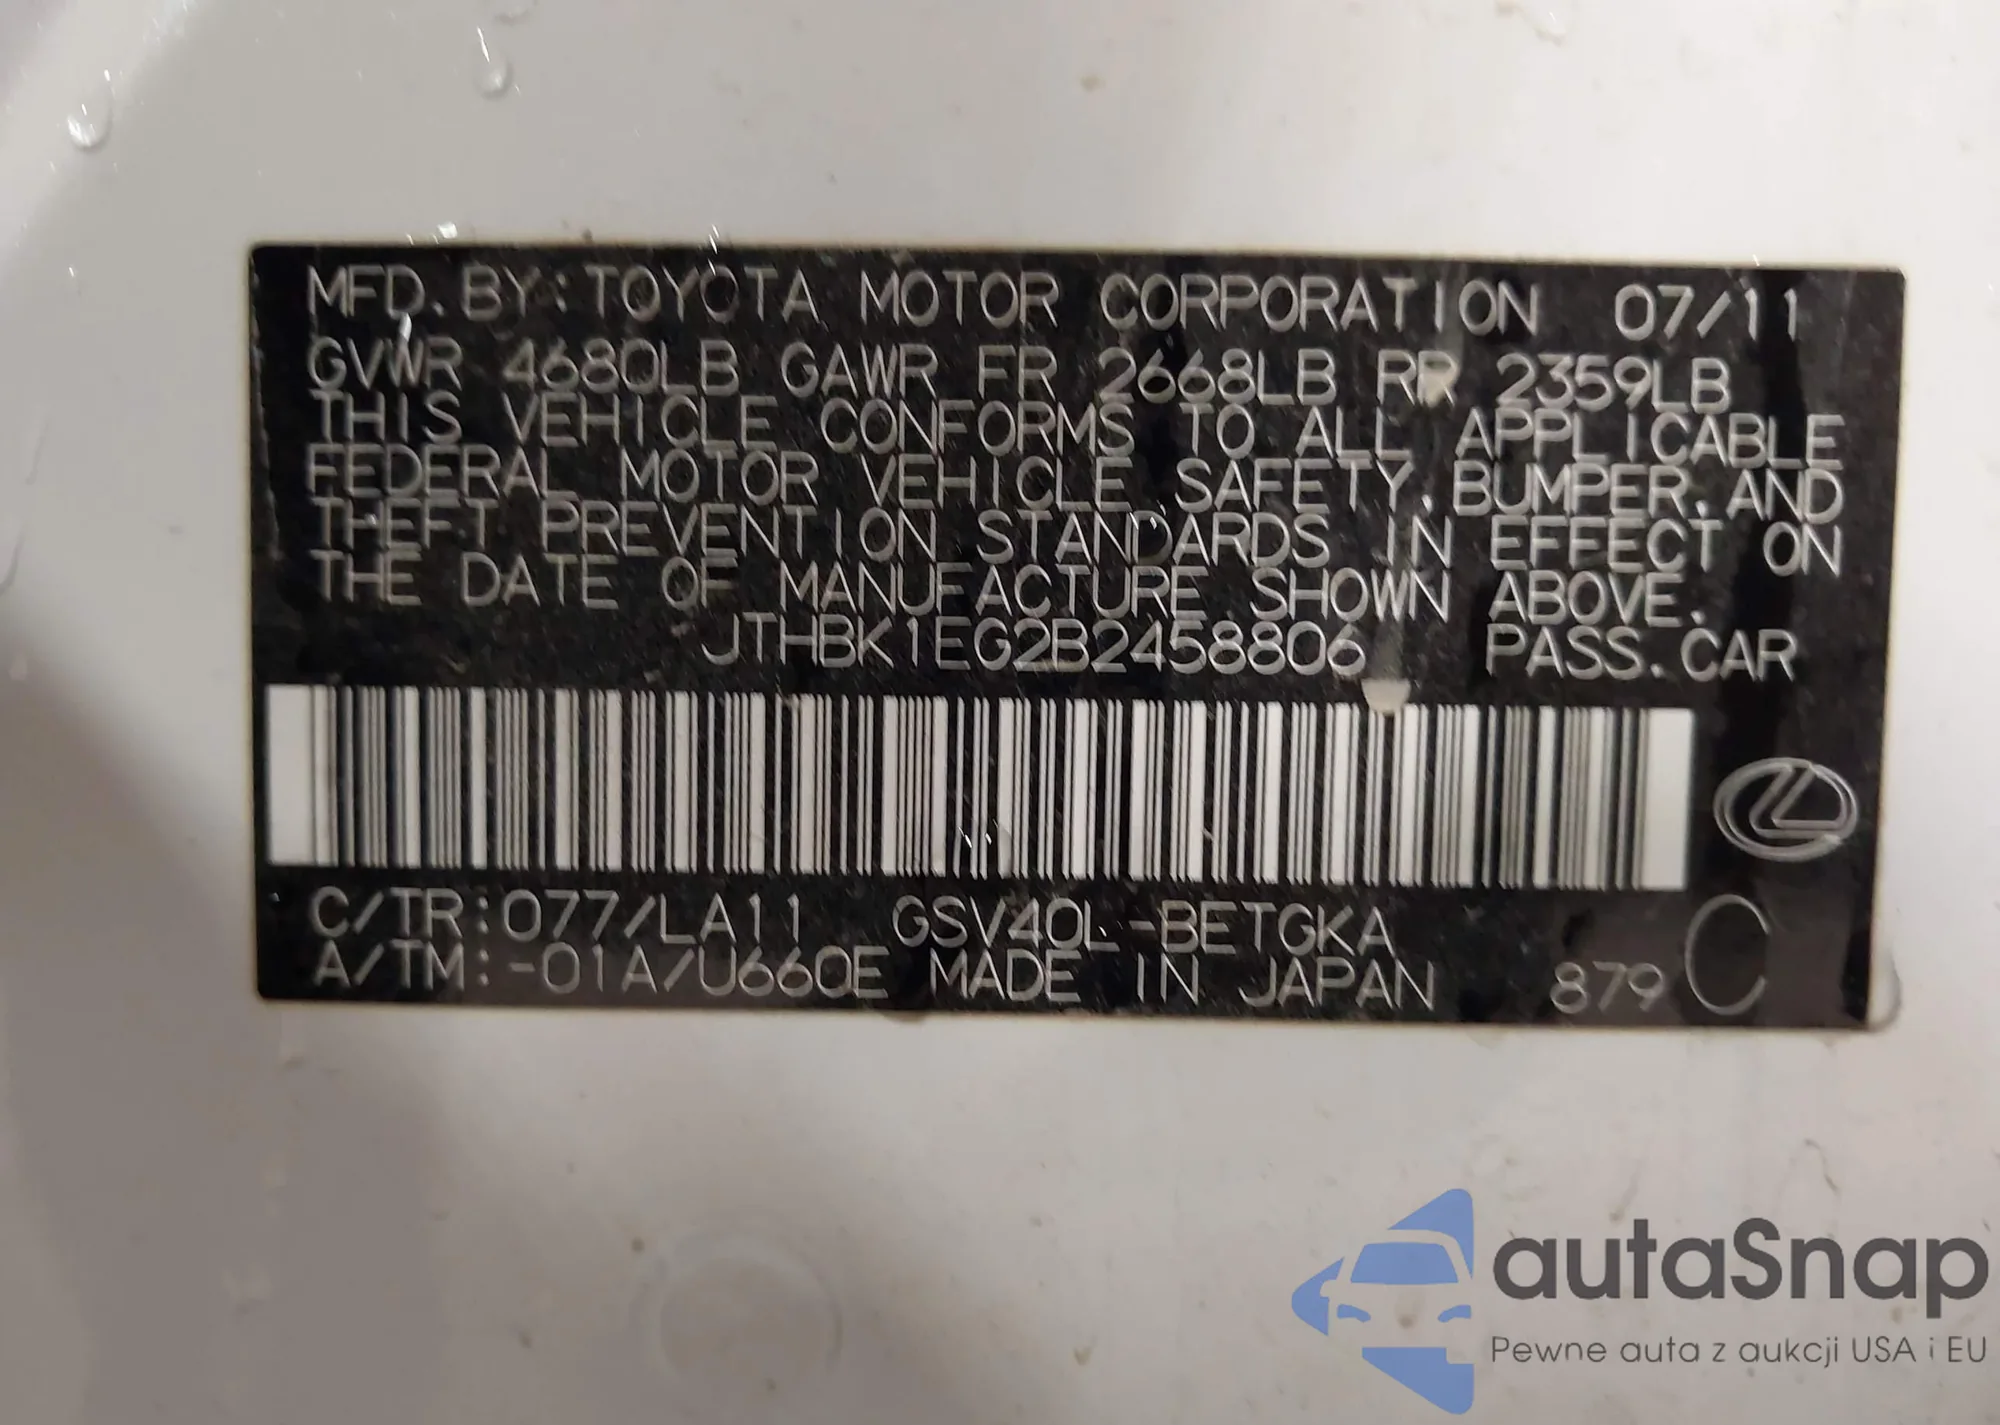 MFD. BY: TOYOTA MOTOR CORPORATION 07/11
GVWR 4680LB GAWR FR 2668LB RR 2359LB
THIS VEHICLE CONFORMS TO ALL APPLICABLE
FEDERAL MOTOR VEHICLE SAFETY, BUMPER, AND
THEFT PREVENTION STANDARDS IN EFFECT ON
THE DATE OF MANUFACTURE SHOWN ABOVE.
JTHBK1EG2B2458806 PASS. CAR
C/TR: 077/LA11 GSV40L-BETGKA
A/TM: -01A/U660E MADE IN JAPAN 879 C
autaSnap
Pewne auta z aukcji USA i EU